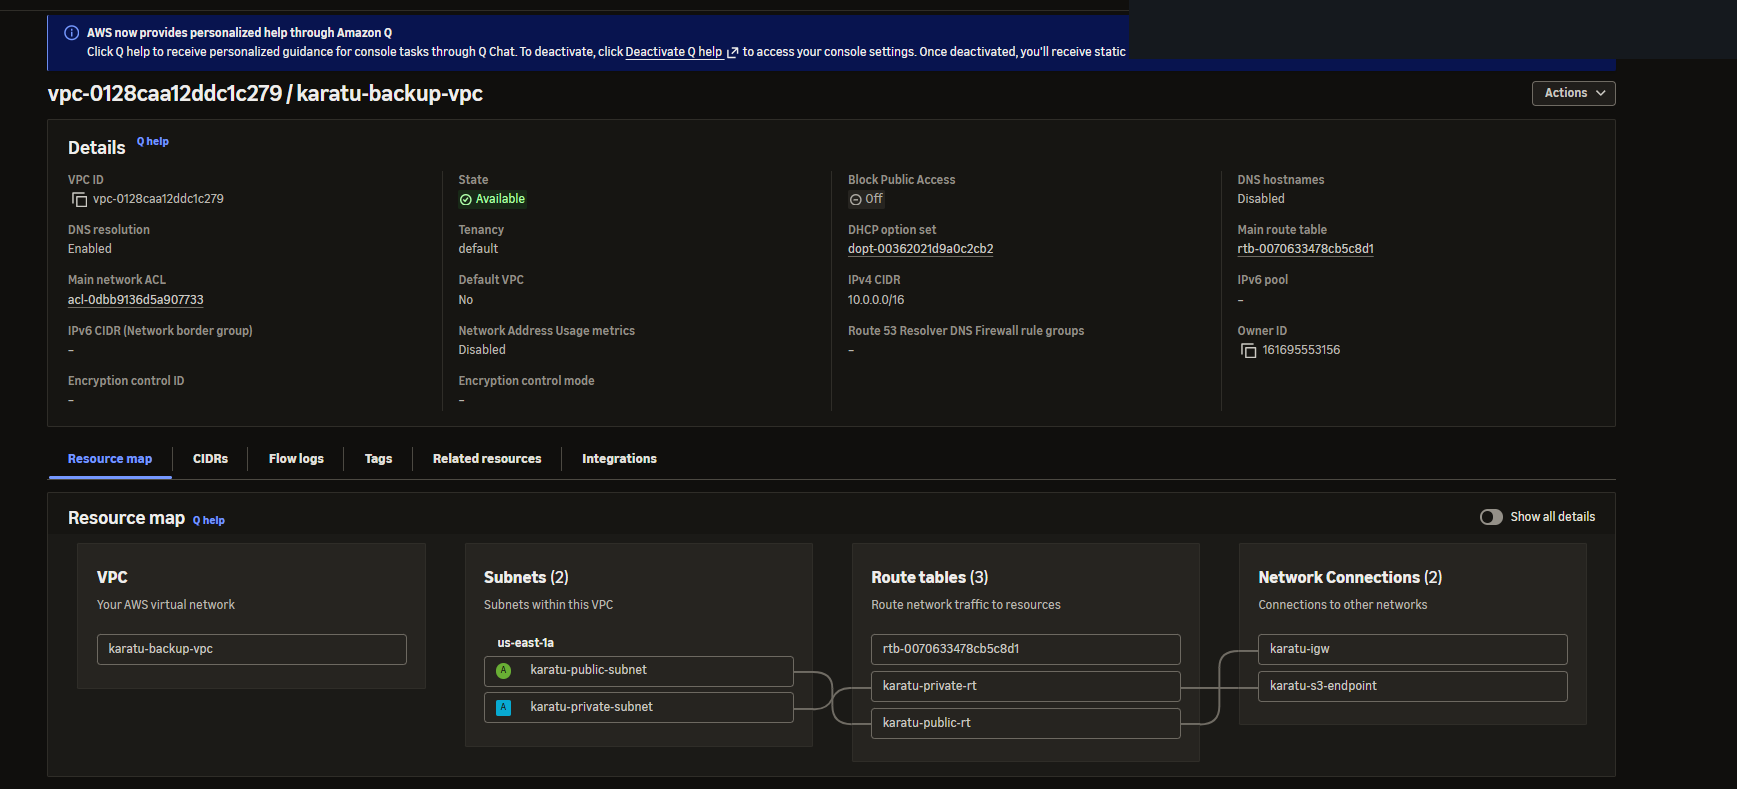 AWS now provides personalized help through Amazon Q
Click Q help to receive personalized guidance for console tasks through Q Chat. To deactivate, click Deactivate Q help to access your console settings. Once deactivated, you'll receive static
vpc-0128caa12ddc1c279 / karatu-backup-vpc
Actions
Details Q help
VPC ID
vpc-0128caa12ddc1c279
State
Available
Block Public Access
Off
DNS hostnames
Disabled
DNS resolution
Enabled
Tenancy
default
DHCP option set
dopt-00362021d9a0c2cb2
Main route table
rtb-0070633478cb5c8d1
Main network ACL
acl-0dbb9136d5a907733
Default VPC
No
IPv4 CIDR
10.0.0.0/16
IPv6 pool
–
IPv6 CIDR (Network border group)
–
Network Address Usage metrics
Disabled
Route 53 Resolver DNS Firewall rule groups
–
Owner ID
161695553156
Encryption control ID
–
Encryption control mode
–
Resource map
CIDRs
Flow logs
Tags
Related resources
Integrations
Resource map Q help
Show all details
VPC
Your AWS virtual network
karatu-backup-vpc
Subnets (2)
Subnets within this VPC
us-east-1a
A karatu-public-subnet
A karatu-private-subnet
Route tables (3)
Route network traffic to resources
rtb-0070633478cb5c8d1
karatu-private-rt
karatu-public-rt
Network Connections (2)
Connections to other networks
karatu-igw
karatu-s3-endpoint